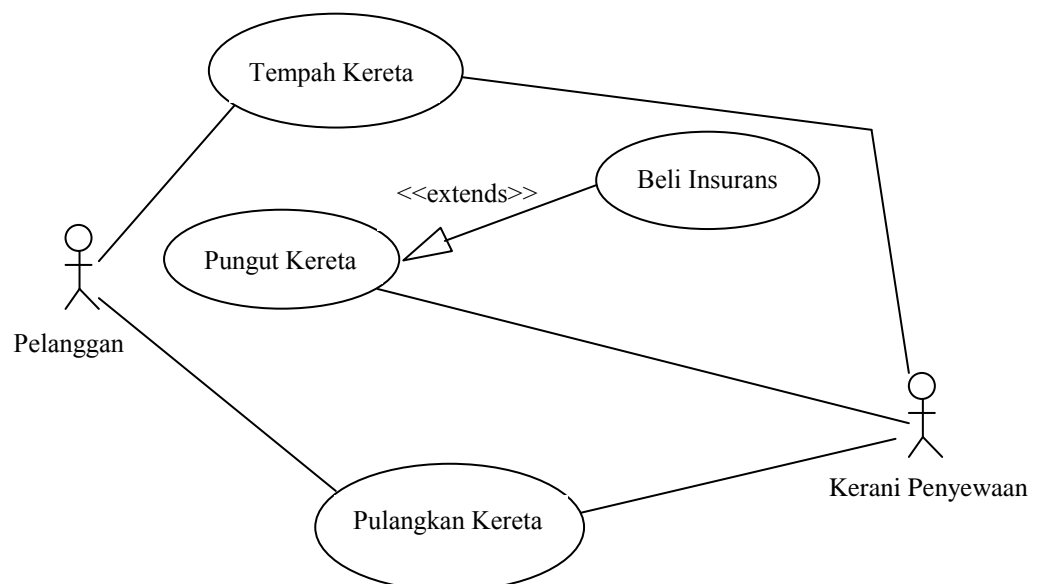 Tempah Kereta
Beli Insurans
<<extends>>
Pungut Kereta
Pelanggan
Kerani Penyewaan
Pulangkan Kereta